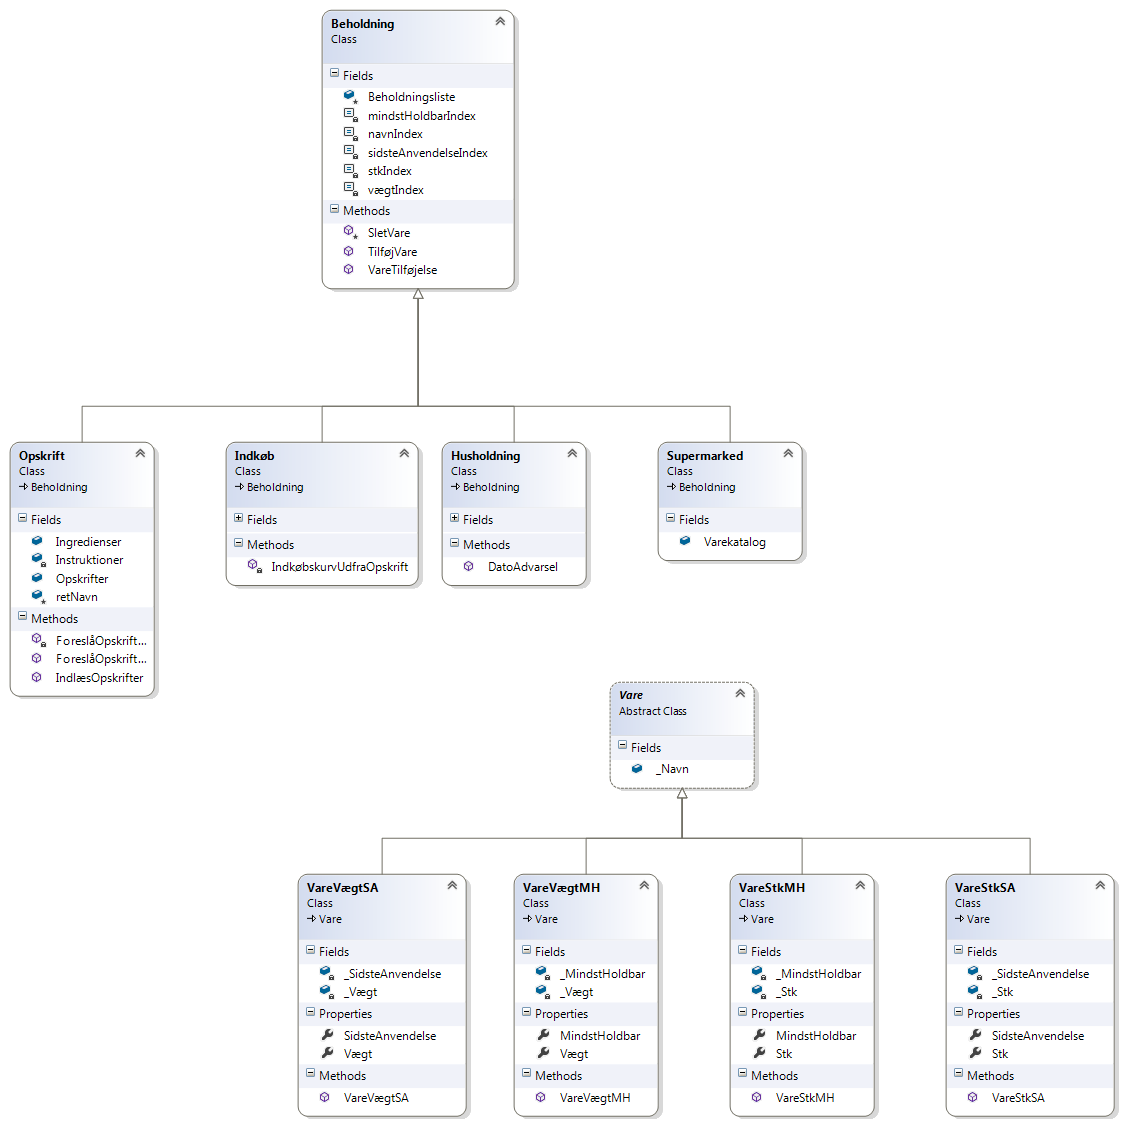 Beholdning
Class
Fields
Beholdningsliste
mindstHoldbarIndex
navnIndex
sidsteAnvendelseIndex
stkIndex
vægtIndex
Methods
SletVare
TilføjVare
VareTilføjelse
Opskrift
Class
Beholdning
Fields
Ingredienser
Instruktioner
Opskrifter
retNavn
Methods
ForeslåOpskrift...
ForeslåOpskrift...
IndlæsOpskrifter
Indkøb
Class
Beholdning
Fields
Methods
IndkøbskurvUdfraOpskrift
Husholdning
Class
Beholdning
Fields
Methods
DatoAdvarsel
Supermarked
Class
Beholdning
Fields
Varekatalog
Vare
Abstract Class
Fields
_Navn
VareVægtSA
Class
Vare
Fields
_SidsteAnvendelse
_Vægt
Properties
SidsteAnvendelse
Vægt
Methods
VareVægtSA
VareVægtMH
Class
Vare
Fields
_MindstHoldbar
_Vægt
Properties
MindstHoldbar
Vægt
Methods
VareVægtMH
VareStkMH
Class
Vare
Fields
_MindstHoldbar
_Stk
Properties
MindstHoldbar
Stk
Methods
VareStkMH
VareStkSA
Class
Vare
Fields
_SidsteAnvendelse
_Stk
Properties
SidsteAnvendelse
Stk
Methods
VareStkSA